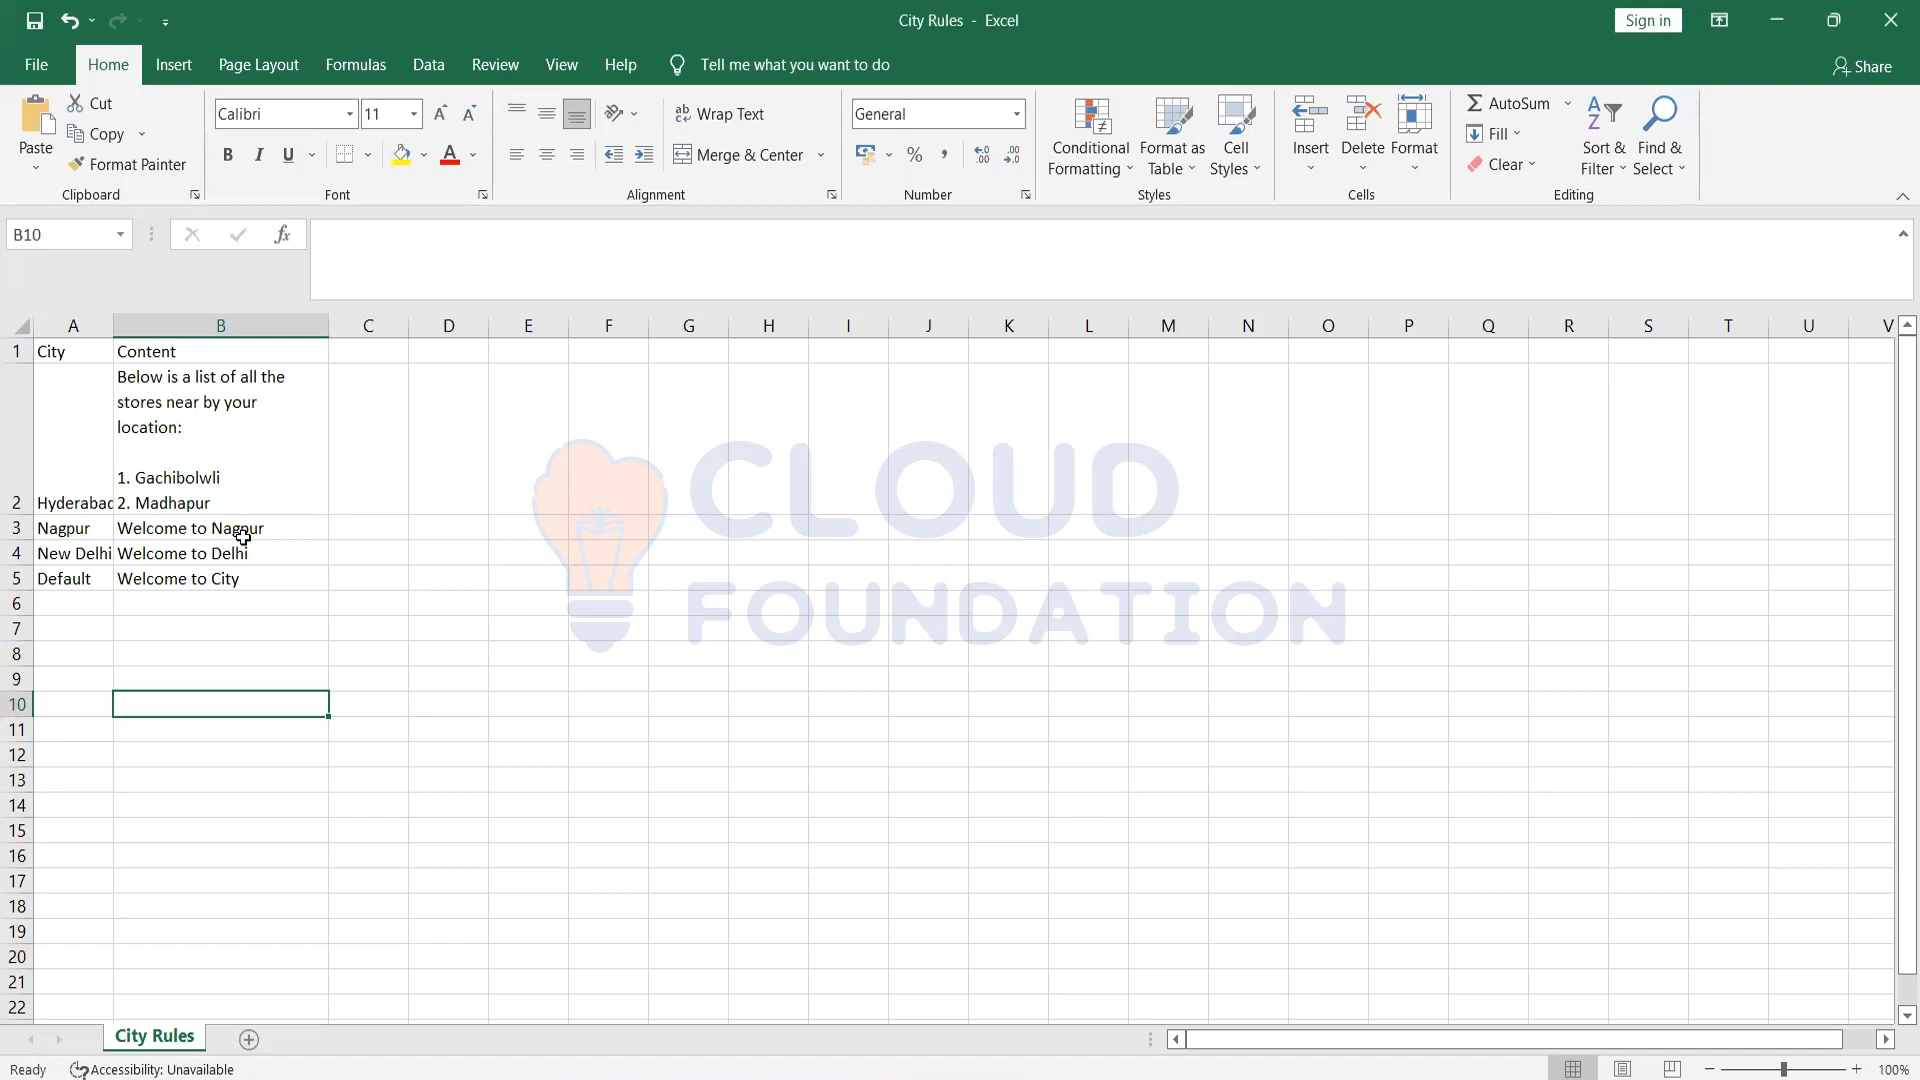 City Rules - Excel
Sign in
File Home Insert Page Layout Formulas Data Review View Help Tell me what you want to do
Share
Paste
Cut
Copy
Format Painter
Clipboard
Calibri 11
B I U A
Font
Wrap Text
Merge & Center
Alignment
General
% , .00
Number
Conditional Formatting
Format as Table
Cell Styles
Styles
Insert Delete Format
Cells
AutoSum
Fill
Clear
Sort & Filter
Find & Select
Editing
B10 fx
A B C D E F G H I J K L M N O P Q R S T U V
1 City Content
Below is a list of all the
stores near by your
location:
1. Gachibolwli
2 Hyderabad 2. Madhapur
3 Nagpur Welcome to Nagpur
4 New Delhi Welcome to Delhi
5 Default Welcome to City
6
7
8
9
10
11
12
13
14
15
16
17
18
19
20
21
22
CLOUD
FOUNDATION
City Rules
Ready Accessibility: Unavailable 100%